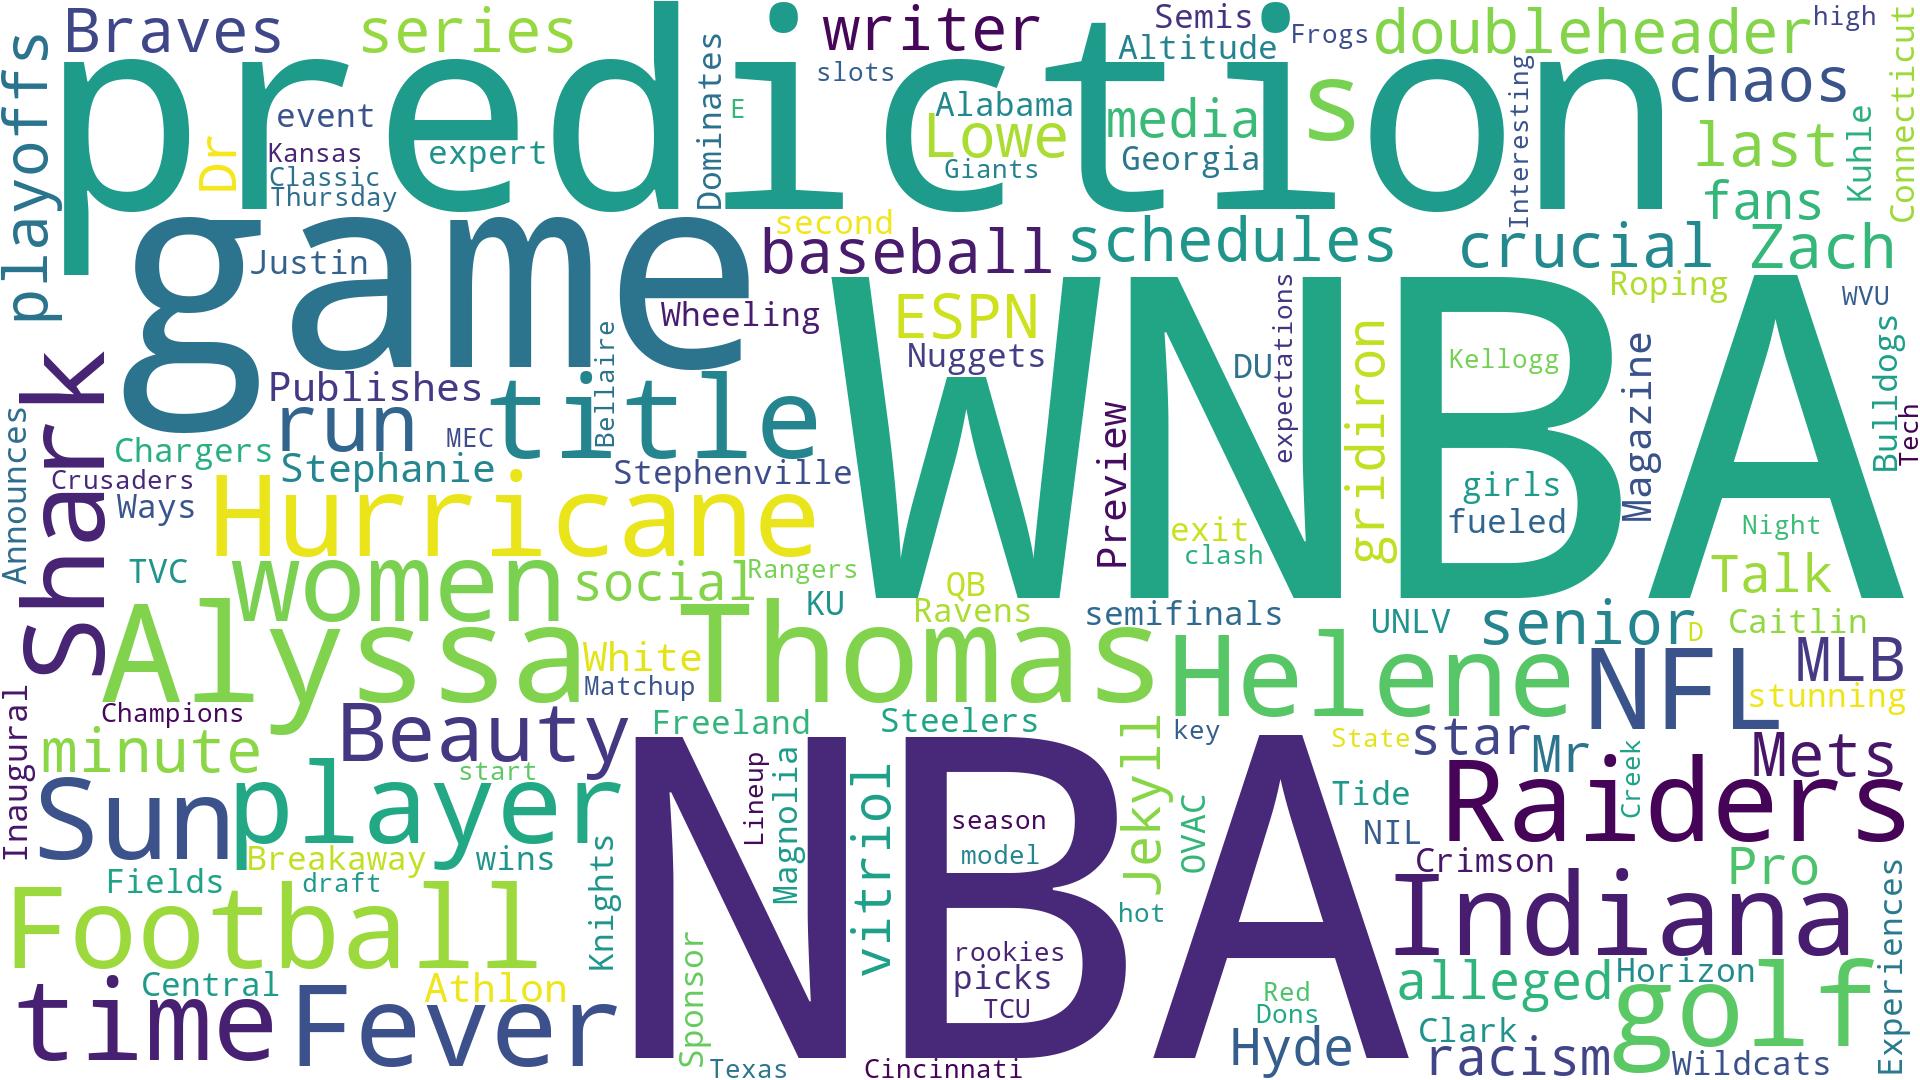 Braves
series
writer
Semis
Altitude
Frogs
doubleheader
high
playoffs
prediction
Dominates
slots
E
s
chaos
Connecticut
event
Kansas
Classic
Thursday
Dr
expert
Alabama
Lowe
Giants
media
Georgia
Interesting
last
fans
Kuhle
game
Justin
second
baseball
schedules
crucial
Zach
Wheeling
ESPN
Nuggets
WNBA
expectations
DU
gridiron
Kellogg
Roping
WVU
Magazine
Bulldogs
Tech
Shark
Publishes
run
title
Bellaire
MEC
Announces
Chargers
Crusaders
Ways
Stephanie
Stephenville
Preview
exit
clash
girls
fueled
Night
Talk
Hurricane
TVC
women
social
Rangers
KU
QB
Ravens
semifinals
UNLV
senior
D
Caitlin
Alyssa
Thomas
White
Matchup
Helene
NFL
MLB
stunning
Inaugural
Champions
minute
Beauty
Freeland
Steelers
Jekyll
key
State
star
Mr
Creek
Mets
Sun
player
start
Lineup
Magnolia
vitriol
NBA
season
model
OVAC
Tide
NIL
Raiders
Breakaway
wins
Knights
Fields
draft
hot
Crimson
Pro
Football
Indiana
Experiences
rookies
picks
TCU
time
Central
Fever
Athlon
Sponsor
Texas
Cincinnati
Red
Dons
Hyde
alleged
Horizon
golf
Clark
racism
Wildcats